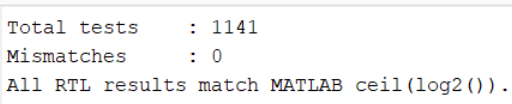 Total tests    : 1141
Mismatches     : 0
All RTL results match MATLAB ceil(log2()).